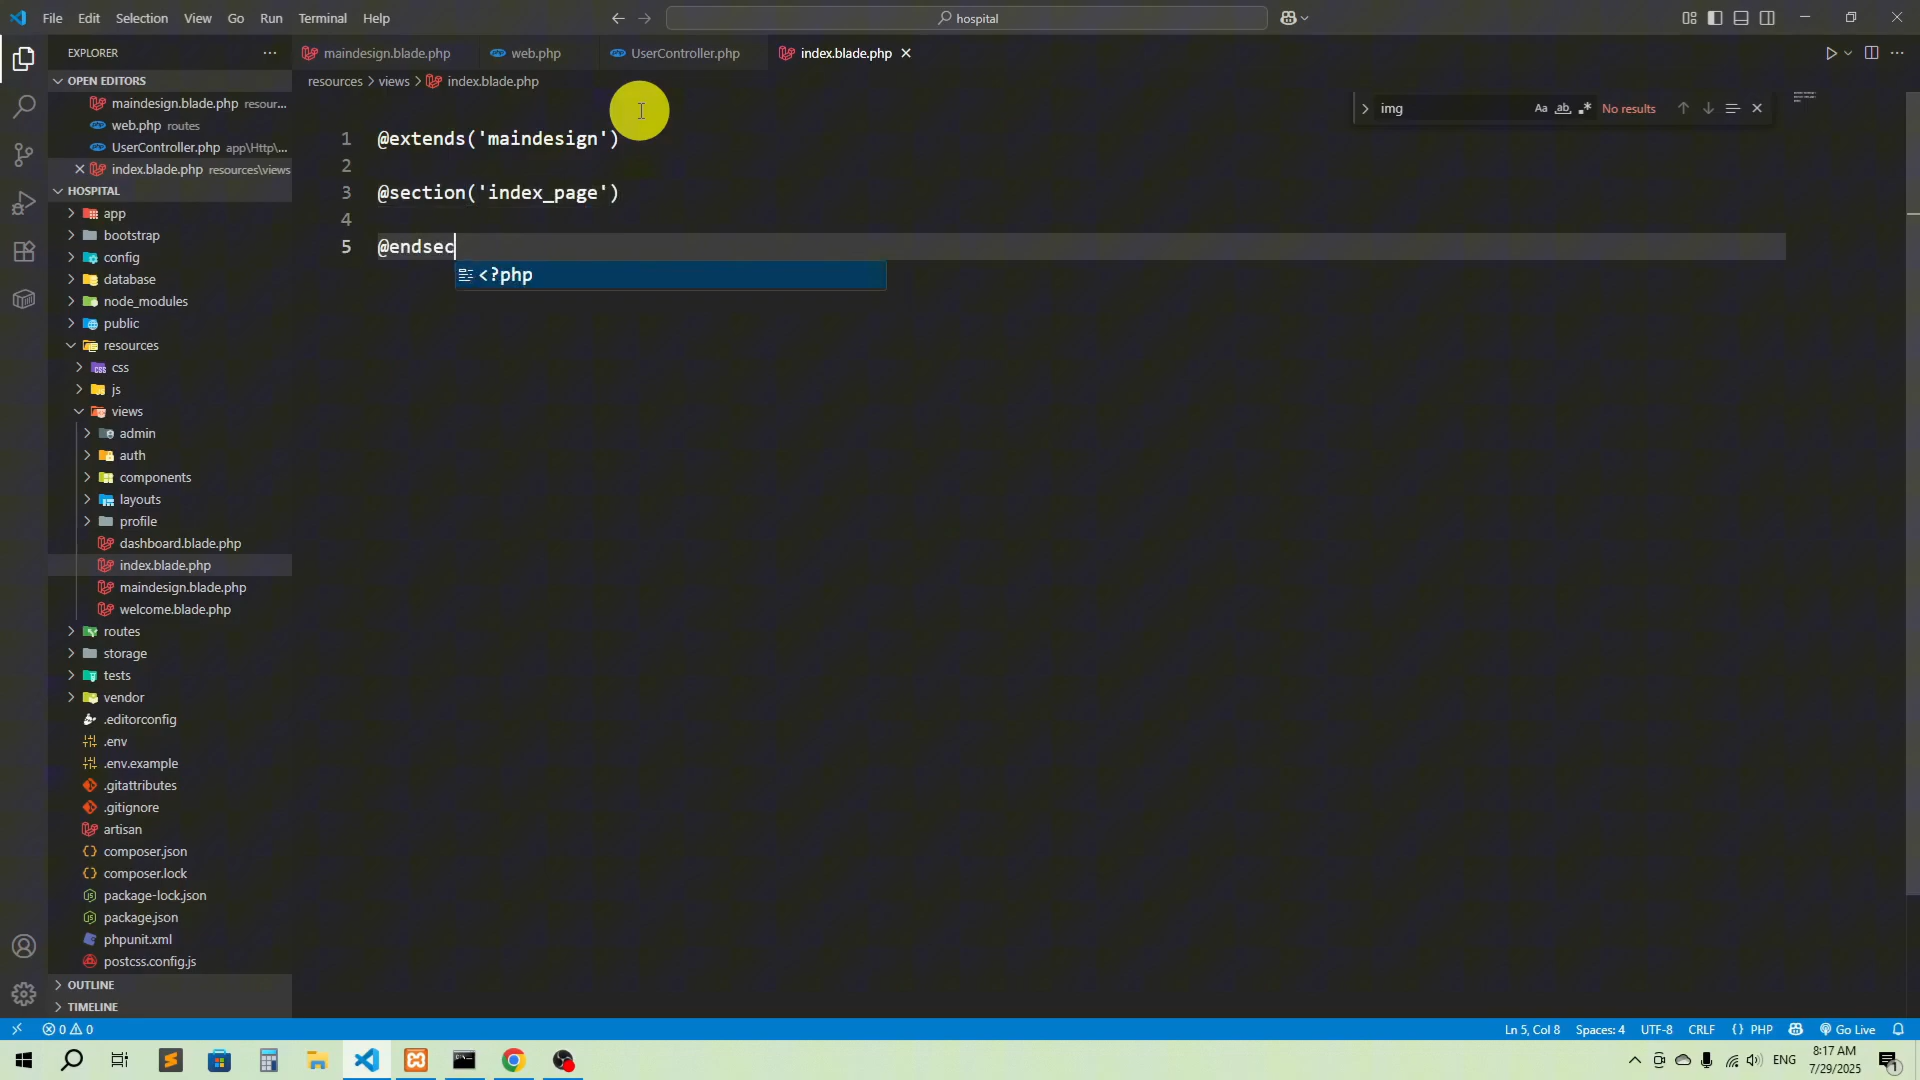 File Edit Selection View Go Run Terminal Help
hospital
EXPLORER
maindesign.blade.php
web.php
UserController.php
index.blade.php
OPEN EDITORS
resources > views > index.blade.php
maindesign.blade.php resour...
web.php routes
UserController.php app\Http\...
index.blade.php resources\views
img
Aa ab
No results
1 @extends('maindesign')
2
3 @section('index_page')
4
5 @endsec
<?php
HOSPITAL
app
bootstrap
config
database
node_modules
public
resources
css
js
views
admin
auth
components
layouts
profile
dashboard.blade.php
index.blade.php
maindesign.blade.php
welcome.blade.php
routes
storage
tests
vendor
.editorconfig
.env
.env.example
.gitattributes
.gitignore
artisan
composer.json
composer.lock
package-lock.json
package.json
phpunit.xml
postcss.config.js
OUTLINE
TIMELINE
0 0
Ln 5, Col 8 Spaces: 4 UTF-8 CRLF {} PHP Go Live
ENG
8:17 AM
7/29/2025
1